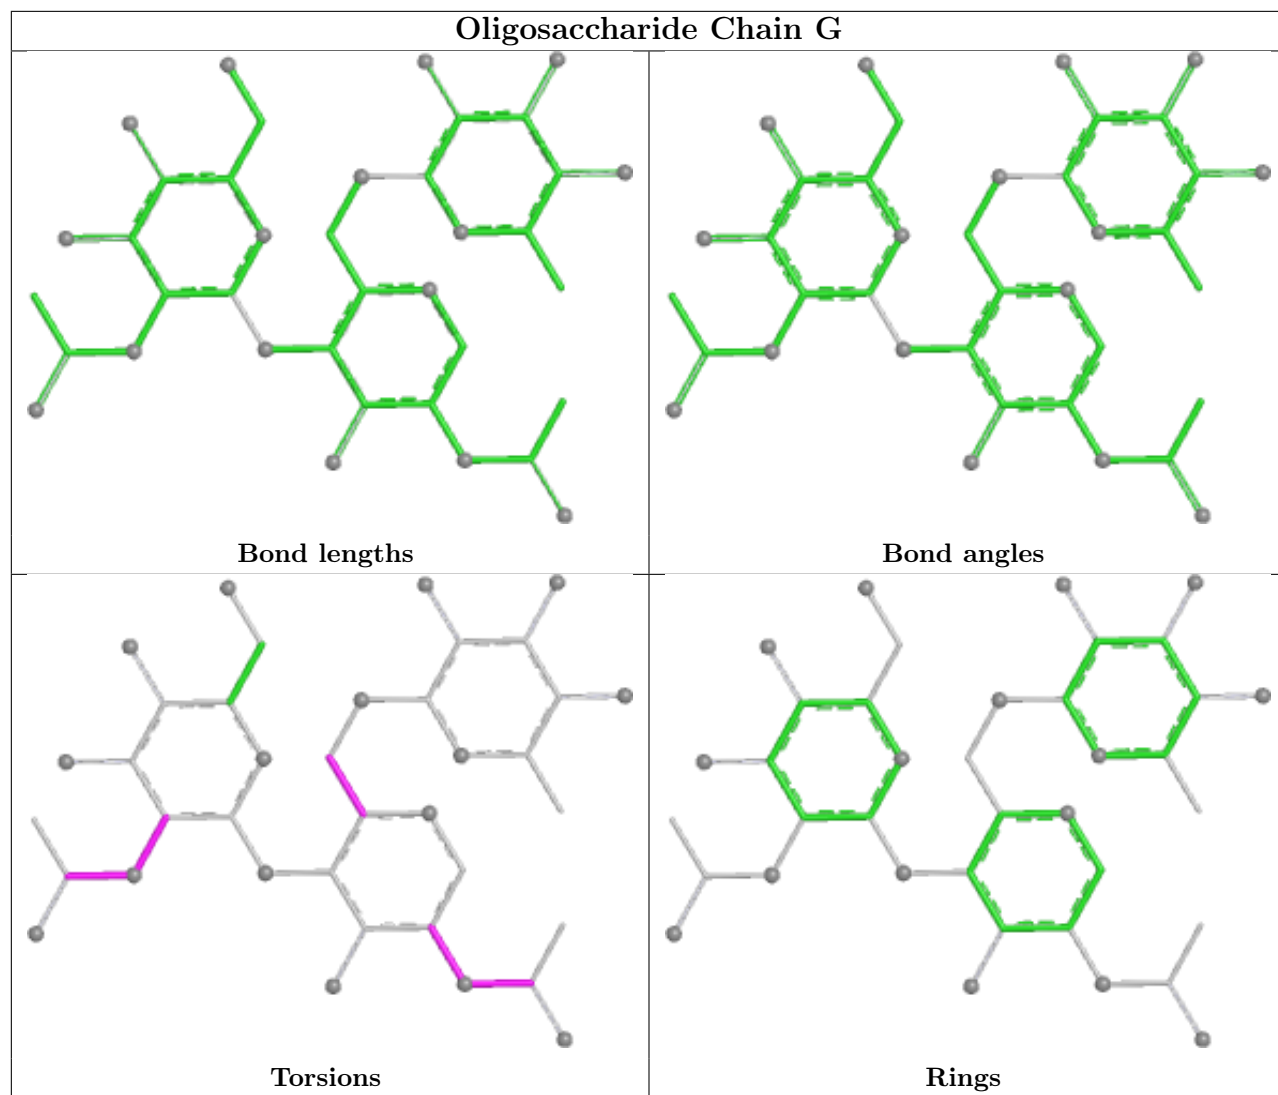 Oligosaccharide Chain G
Bond lengths
Bond angles
Torsions
Rings